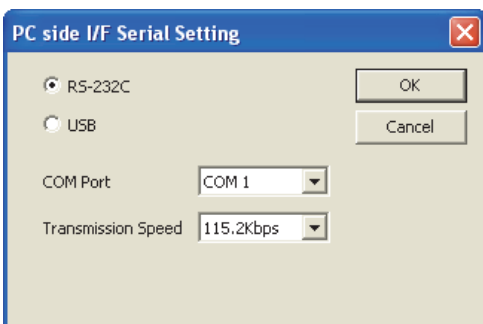 PC side I/F Serial Setting
RS-232C
OK
USB
Cancel
COM Port
COM 1
Transmission Speed
115.2Kbps